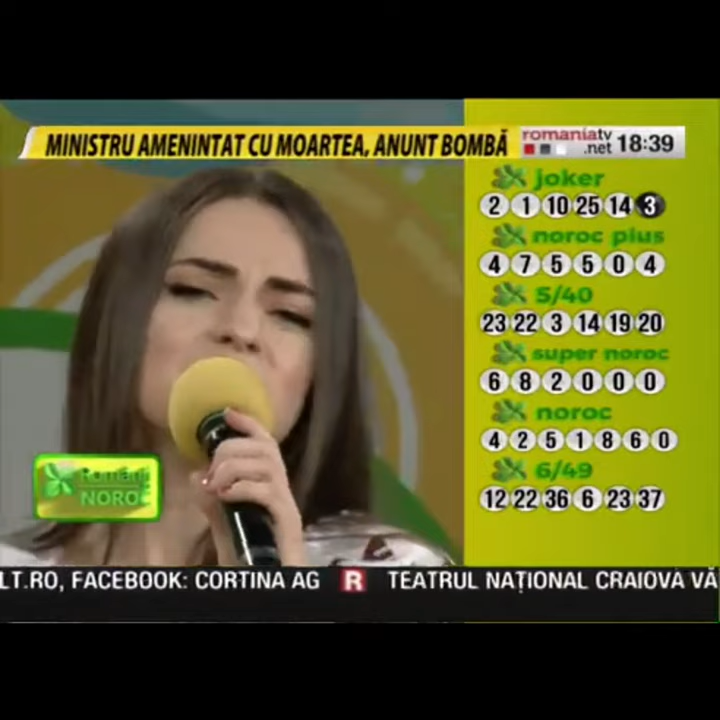 MINISTRU AMENINTAT CU MOARTEA, ANUNT BOMBĂ
romaniatv
.net
18:39
joker
2 1 10 25 14 3
noroc plus
4 7 5 5 0 4
5/40
23 22 3 14 19 20
super noroc
6 8 2 0 0 0
noroc
4 2 5 1 8 6 0
6/49
12 22 36 6 23 37
NORO
LT.RO, FACEBOOK: CORTINA AG R TEATRUL NAȚIONAL CRAIOVA VĂ